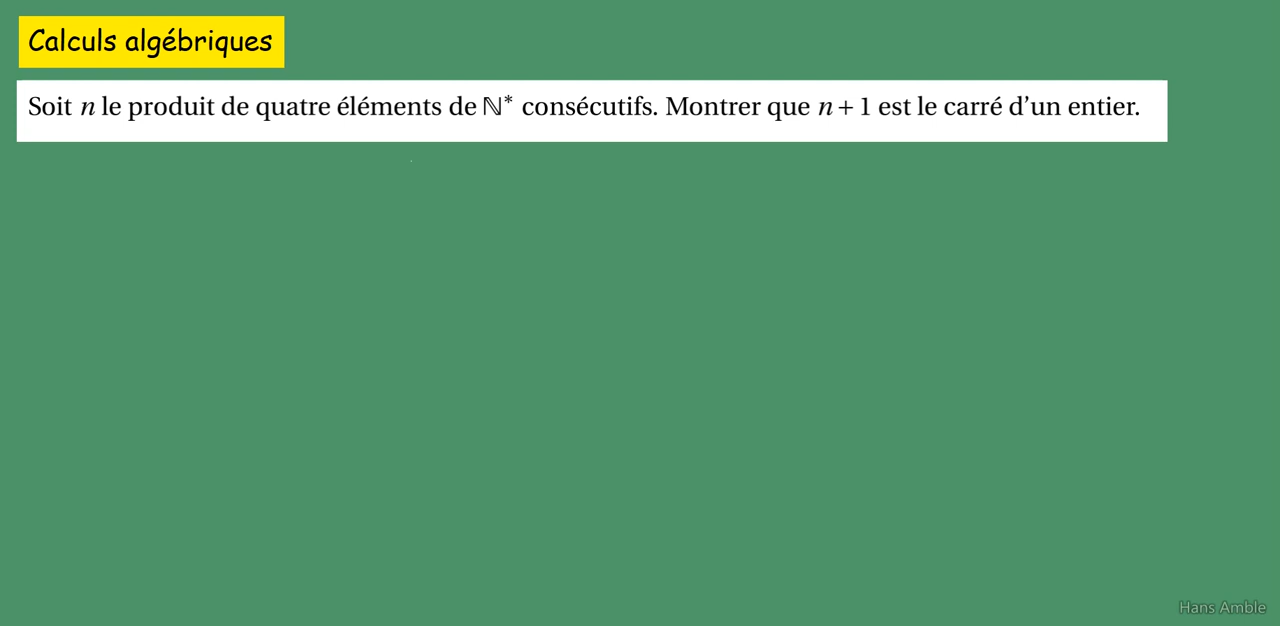 Calculs algébriques
Soit n le produit de quatre éléments de ℕ* consécutifs. Montrer que n + 1 est le carré d’un entier.
Hans Amble